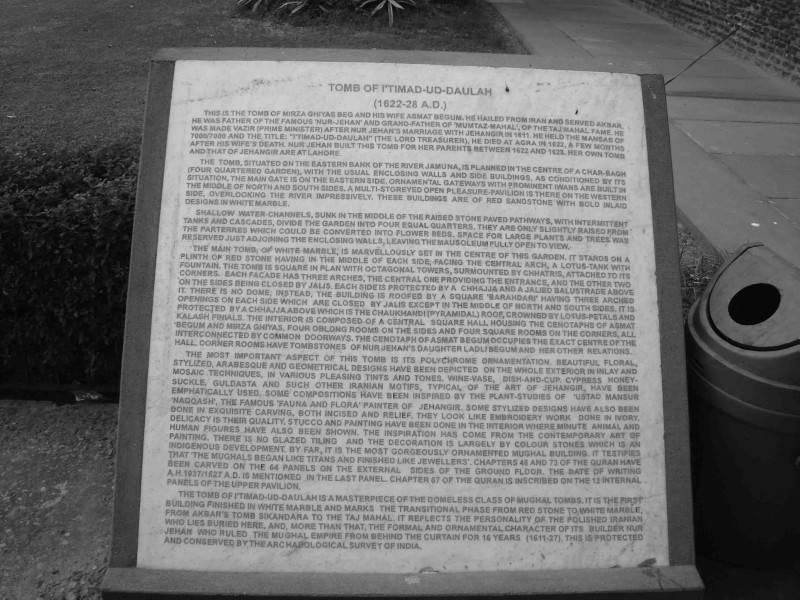 TOMB OF I'TIMAD-UD-DAULAH
(1622-28 A.D.)
THIS IS THE TOMB OF MIRZA GHIYAS BEG AND HIS WIFE ASMAT BEGUM. HE HAILED FROM IRAN AND SERVED AKBAR.
HE WAS FATHER OF THE FAMOUS 'NUR-JEHAN' AND GRAND-FATHER OF 'MUMTAZ-MAHAL', OF THE TAJ MAHAL FAME. HE
WAS MADE VAZIR (PRIME MINISTER) AFTER NUR JEHAN'S MARRIAGE WITH JEHANGIR IN 1611. HE HELD THE MANSAB OF
7000/7000 AND THE TITLE: "I'TIMAD-UD-DAULAH" (THE LORD TREASURER). HE DIED AT AGRA IN 1622, A FEW MONTHS
AFTER HIS WIFE'S DEATH. NUR JEHAN BUILT THIS TOMB FOR HER PARENTS BETWEEN 1622 AND 1628. HER OWN TOMB
AND THAT OF JEHANGIR ARE AT LAHORE.
THE TOMB, SITUATED ON THE EASTERN BANK OF THE RIVER JAMUNA, IS PLANNED IN THE CENTRE OF A CHAR-BAGH
(FOUR QUARTERED GARDEN), WITH THE USUAL ENCLOSING WALLS AND SIDE BUILDINGS. AS CONDITIONED BY ITS
SITUATION, THE MAIN GATE IS ON THE EASTERN SIDE. ORNAMENTAL GATEWAYS WITH PROMINENT IWANS ARE BUILT IN
THE MIDDLE OF NORTH AND SOUTH SIDES. A MULTI-STOREYED OPEN PLEASURE-PAVILION IS THERE ON THE WESTERN
SIDE, OVERLOOKING THE RIVER IMPRESSIVELY. THESE BUILDINGS ARE OF RED SANDSTONE WITH BOLD INLAID
DESIGNS IN WHITE MARBLE.
SHALLOW WATER-CHANNELS, SUNK IN THE MIDDLE OF THE RAISED STONE PAVED PATHWAYS, WITH INTERMITTENT
TANKS AND CASCADES, DIVIDE THE GARDEN INTO FOUR EQUAL QUARTERS. THEY ARE ONLY SLIGHTLY RAISED FROM
THE PARTERRES WHICH COULD BE CONVERTED INTO FLOWER BEDS. SPACE FOR LARGE PLANTS AND TREES WAS
RESERVED JUST ADJOINING THE ENCLOSING WALLS, LEAVING THE MAUSOLEUM FULLY OPEN TO VIEW.
THE MAIN TOMB, OF WHITE MARBLE, IS MARVELLOUSLY SET IN THE CENTRE OF THIS GARDEN. IT STANDS ON A
PLINTH OF RED STONE HAVING IN THE MIDDLE OF EACH SIDE, FACING THE CENTRAL ARCH, A LOTUS-TANK WITH
FOUNTAIN. THE TOMB IS SQUARE IN PLAN WITH OCTAGONAL TOWERS, SURMOUNTED BY CHHATRIS, ATTACHED TO ITS
CORNERS. EACH FACADE HAS THREE ARCHES, THE CENTRAL ONE PROVIDING THE ENTRANCE, AND THE OTHER TWO
ON THE SIDES BEING CLOSED BY JALIS. EACH SIDE IS PROTECTED BY A CHHAJJA AND A JALIED BALUSTRADE ABOVE
IT. THERE IS NO DOME; INSTEAD, THE BUILDING IS ROOFED BY A SQUARE 'BARAHDARI' HAVING THREE ARCHED
OPENINGS ON EACH SIDE WHICH ARE CLOSED BY JALIS EXCEPT IN THE MIDDLE OF NORTH AND SOUTH SIDES. IT IS
PROTECTED BY A CHHAJJA ABOVE WHICH IS THE CHAUKHANDI (PYRAMIDAL) ROOF, CROWNED BY LOTUS-PETALS AND
KALASH FINIALS. THE INTERIOR IS COMPOSED OF A CENTRAL SQUARE HALL HOUSING THE CENOTAPHS OF ASMAT
'BEGUM AND MIRZA GHIYAS, FOUR OBLONG ROOMS ON THE SIDES AND FOUR SQUARE ROOMS ON THE CORNERS, ALL
INTERCONNECTED BY COMMON DOORWAYS. THE CENOTAPH OF ASMAT BEGUM OCCUPIES THE EXACT CENTRE OF THE
HALL. CORNER ROOMS HAVE TOMBSTONES OF NUR JEHAN'S DAUGHTER LADLI BEGUM AND HER OTHER RELATIONS.
THE MOST IMPORTANT ASPECT OF THIS TOMB IS ITS POLYCHROME ORNAMENTATION. BEAUTIFUL FLORAL,
STYLIZED, ARABESQUE AND GEOMETRICAL DESIGNS HAVE BEEN DEPICTED ON THE WHOLE EXTERIOR IN INLAY AND
MOSAIC TECHNIQUES, IN VARIOUS PLEASING TINTS AND TONES. WINE-VASE, DISH-AND-CUP, CYPRESS HONEY-
SUCKLE, GULDASTA AND SUCH OTHER IRANIAN MOTIFS, TYPICAL OF THE ART OF JEHANGIR, HAVE BEEN
EMPHATICALLY USED. SOME COMPOSITIONS HAVE BEEN INSPIRED BY THE PLANT-STUDIES OF 'USTAD MANSUR
'NAQQASH', THE FAMOUS 'FAUNA AND FLORA' PAINTER OF JEHANGIR. SOME STYLIZED DESIGNS HAVE ALSO BEEN
DONE IN EXQUISITE CARVING, BOTH INCISED AND RELIEF. THEY LOOK LIKE EMBROIDERY WORK DONE IN IVORY.
DELICACY IS THEIR QUALITY. STUCCO AND PAINTING HAVE BEEN DONE IN THE INTERIOR WHERE MINUTE ANIMAL AND
HUMAN FIGURES HAVE ALSO BEEN SHOWN. THE INSPIRATION HAS COME FROM THE CONTEMPORARY ART OF
PAINTING. THERE IS NO GLAZED TILING AND THE DECORATION IS LARGELY BY COLOUR STONES WHICH IS AN
INDIGENOUS DEVELOPMENT. BY FAR, IT IS THE MOST GORGEOUSLY ORNAMENTED MUGHAL BUILDING. IT TESTIFIES
THAT 'THE MUGHALS BEGAN LIKE TITANS AND FINISHED LIKE JEWELLERS'. CHAPTERS 48 AND 73 OF THE QURAN HAVE
BEEN CARVED ON THE 64 PANELS ON THE EXTERNAL SIDES OF THE GROUND FLOOR. THE DATE OF WRITING
A.H.1037/1627 A.D. IS MENTIONED IN THE LAST PANEL. CHAPTER 67 OF THE QURAN IS INSCRIBED ON THE 12 INTERNAL
PANELS OF THE UPPER PAVILION.
THE TOMB OF I'TIMAD-UD-DAULAH IS A MASTERPIECE OF THE DOMELESS CLASS OF MUGHAL TOMBS. IT IS THE FIRST
BUILDING FINISHED IN WHITE MARBLE AND MARKS THE TRANSITIONAL PHASE FROM RED STONE TO WHITE MARBLE,
FROM AKBAR'S TOMB SIKANDARA TO THE TAJ MAHAL. IT REFLECTS THE PERSONALITY OF THE POLISHED IRANIAN
WHO LIES BURIED HERE, AND, MORE THAN THAT, THE FORMAL AND ORNAMENTAL CHARACTER OF ITS BUILDER NUR
JEHAN WHO RULED THE MUGHAL EMPIRE FROM BEHIND THE CURTAIN FOR 16 YEARS (1611-27). THIS IS PROTECTED
AND CONSERVED BY THE ARCHAEOLOGICAL SURVEY OF INDIA.